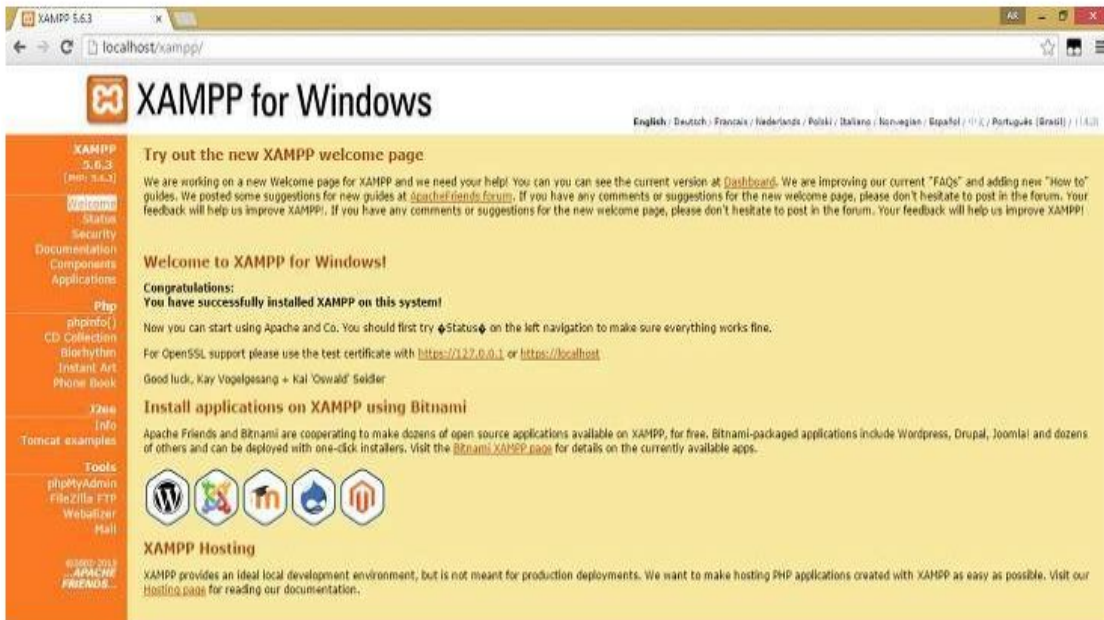 XAMPP 5.6.3
localhost/xampp/
XAMPP for Windows
English / Deutsch / Francais / Nederlands / Polski / Italiano / Norwegian / Español / 中文 / Português (Brasil) /
XAMPP
5.6.3
[PHP: 5.6.3]
Welcome
Status
Security
Documentation
Components
Applications
Php
phpinfo()
CD Collection
Biorhythm
Instant Art
Phone Book
J2ee
Info
Tomcat examples
Tools
phpMyAdmin
FileZilla FTP
Webalizer
Mail
...APACHE
FRIENDS...
Try out the new XAMPP welcome page
We are working on a new Welcome page for XAMPP and we need your help! You can you can see the current version at Dashboard. We are improving our current "FAQs" and adding new "How to"
guides. We posted some suggestions for new guides at ApacheFriends forum. If you have any comments or suggestions for the new welcome page, please don't hesitate to post in the forum. Your
feedback will help us improve XAMPP!. If you have any comments or suggestions for the new welcome page, please don't hesitate to post in the forum. Your feedback will help us improve XAMPP!
Welcome to XAMPP for Windows!
Congratulations:
You have successfully installed XAMPP on this system!
Now you can start using Apache and Co. You should first try �Status� on the left navigation to make sure everything works fine.
For OpenSSL support please use the test certificate with https://127.0.0.1 or https://localhost
Good luck, Kay Vogelgesang + Kai 'Oswald' Seidler
Install applications on XAMPP using Bitnami
Apache Friends and Bitnami are cooperating to make dozens of open source applications available on XAMPP, for free. Bitnami-packaged applications include Wordpress, Drupal, Joomla! and dozens
of others and can be deployed with one-click installers. Visit the Bitnami XAMPP page for details on the currently available apps.
XAMPP Hosting
XAMPP provides an ideal local development environment, but is not meant for production deployments. We want to make hosting PHP applications created with XAMPP as easy as possible. Visit our
Hosting page for reading our documentation.